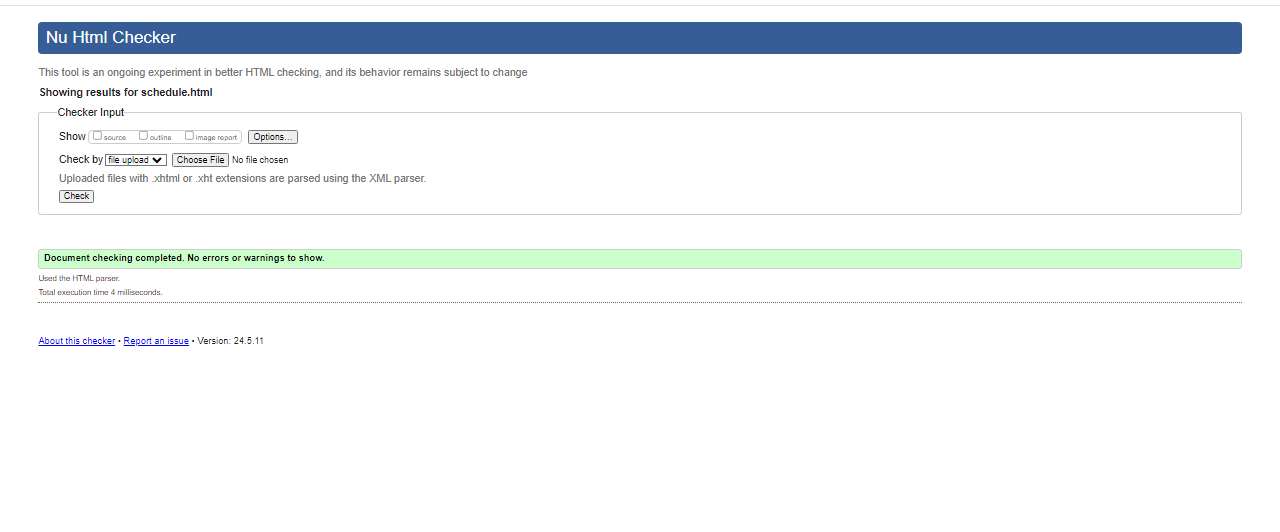 Nu Html Checker
This tool is an ongoing experiment in better HTML checking, and its behavior remains subject to change
Showing results for schedule.html
Checker Input
Show source outline image report Options...
Check by file upload Choose File No file chosen
Uploaded files with .xhtml or .xht extensions are parsed using the XML parser.
Check
Document checking completed. No errors or warnings to show.
Used the HTML parser.
Total execution time 4 milliseconds.
About this checker • Report an issue • Version: 24.5.11